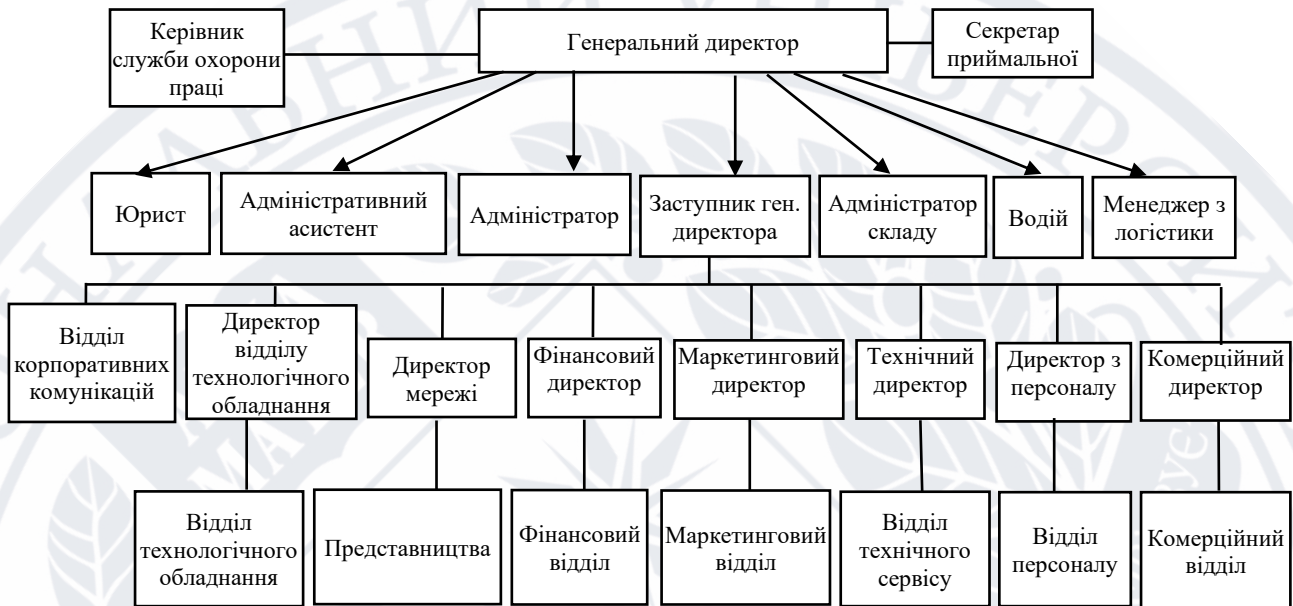 Керівник
служби охорони
праці
Генеральний директор
Секретар
приймальної
Юрист
Адміністративний
асистент
Адміністратор
Заступник ген.
директора
Адміністратор
складу
Водій
Менеджер з
логістики
Відділ
корпоративних
комунікацій
Директор
відділу
технологічного
обладнання
Директор
мережі
Фінансовий
директор
Маркетинговий
директор
Технічний
директор
Директор з
персоналу
Комерційний
директор
Відділ
технологічного
обладнання
Представництва
Фінансовий
відділ
Маркетинговий
відділ
Відділ
технічного
сервісу
Відділ
персоналу
Комерційний
відділ